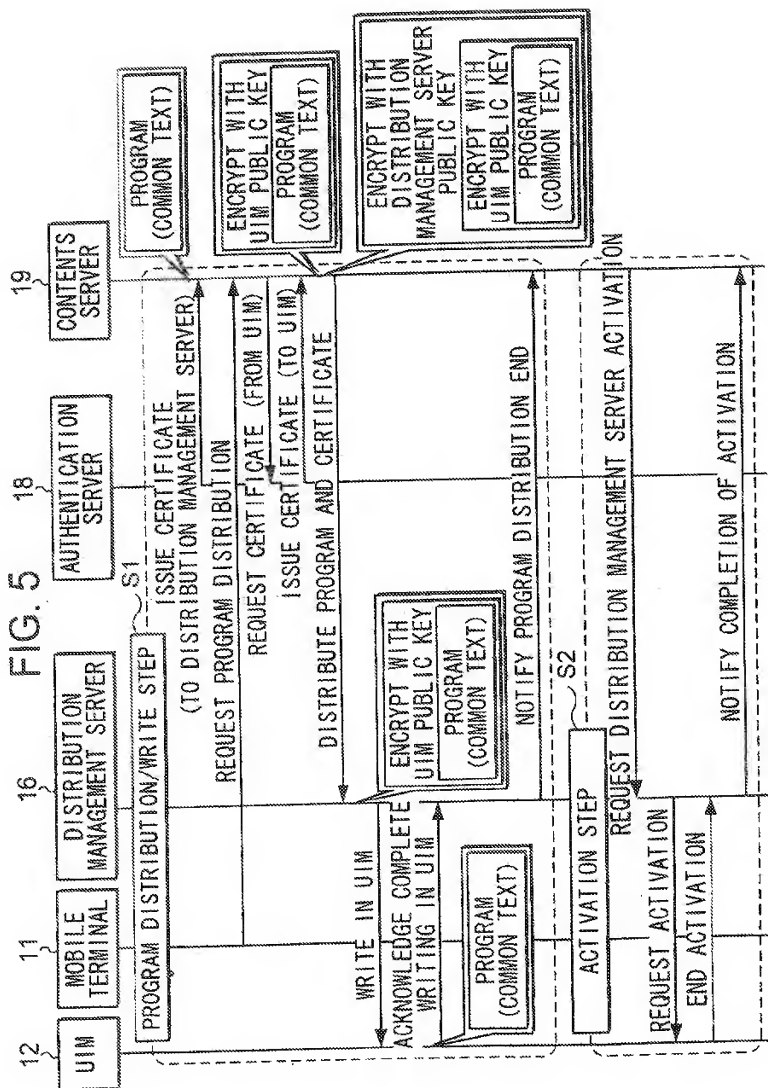 FIG. 5
12
UIM
11
MOBILE
TERMINAL
16
DISTRIBUTION
MANAGEMENT SERVER
18
AUTHENTICATION
SERVER
19
CONTENTS
SERVER
PROGRAM DISTRIBUTION/WRITE STEP
S1
ISSUE CERTIFICATE
(TO DISTRIBUTION MANAGEMENT SERVER)
PROGRAM
(COMMON TEXT)
REQUEST PROGRAM DISTRIBUTION
REQUEST CERTIFICATE (FROM UIM)
ISSUE CERTIFICATE (TO UIM)
ENCRYPT WITH
UIM PUBLIC KEY
PROGRAM
(COMMON TEXT)
DISTRIBUTE PROGRAM AND CERTIFICATE
ENCRYPT WITH
DISTRIBUTION
MANAGEMENT SERVER
PUBLIC KEY
ENCRYPT WITH
UIM PUBLIC KEY
PROGRAM
(COMMON TEXT)
WRITE IN UIM
ENCRYPT WITH
UIM PUBLIC KEY
PROGRAM
(COMMON TEXT)
ACKNOWLEDGE COMPLETE
WRITING IN UIM
PROGRAM
(COMMON TEXT)
NOTIFY PROGRAM DISTRIBUTION END
ACTIVATION STEP
S2
REQUEST DISTRIBUTION MANAGEMENT SERVER ACTIVATION
REQUEST ACTIVATION
END ACTIVATION
NOTIFY COMPLETION OF ACTIVATION